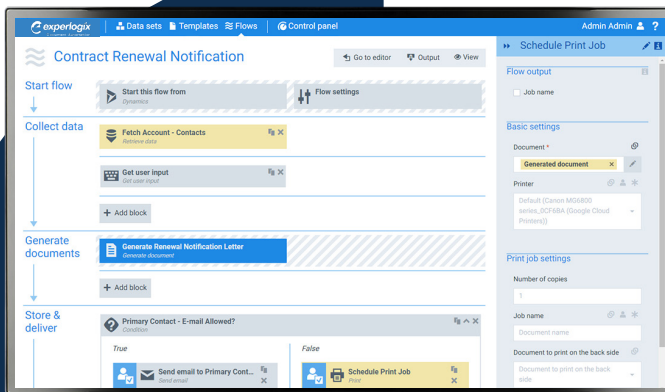 experlogix
Data sets
Templates
Flows
Control panel
Admin Admin
?
Contract Renewal Notification
Go to editor
Output
View
Start flow
Start this flow from
Dynamics
Flow settings
Collect data
Fetch Account - Contacts
Retrieve data
Get user input
Get user input
+ Add block
Generate
documents
Generate Renewal Notification Letter
Generate document
+ Add block
Store &
deliver
Primary Contact - E-mail Allowed?
Condition
True
False
Send email to Primary Cont...
Send email
Schedule Print Job
Print
Schedule Print Job
Flow output
Job name
Basic settings
Document *
Generated document
Printer
Default (Canon MG6800
series_0CF6BA (Google Cloud
Printen))
Print job settings
Number of copies
1
Job name
Document name
Document to print on the back side
Document to print on the back
side